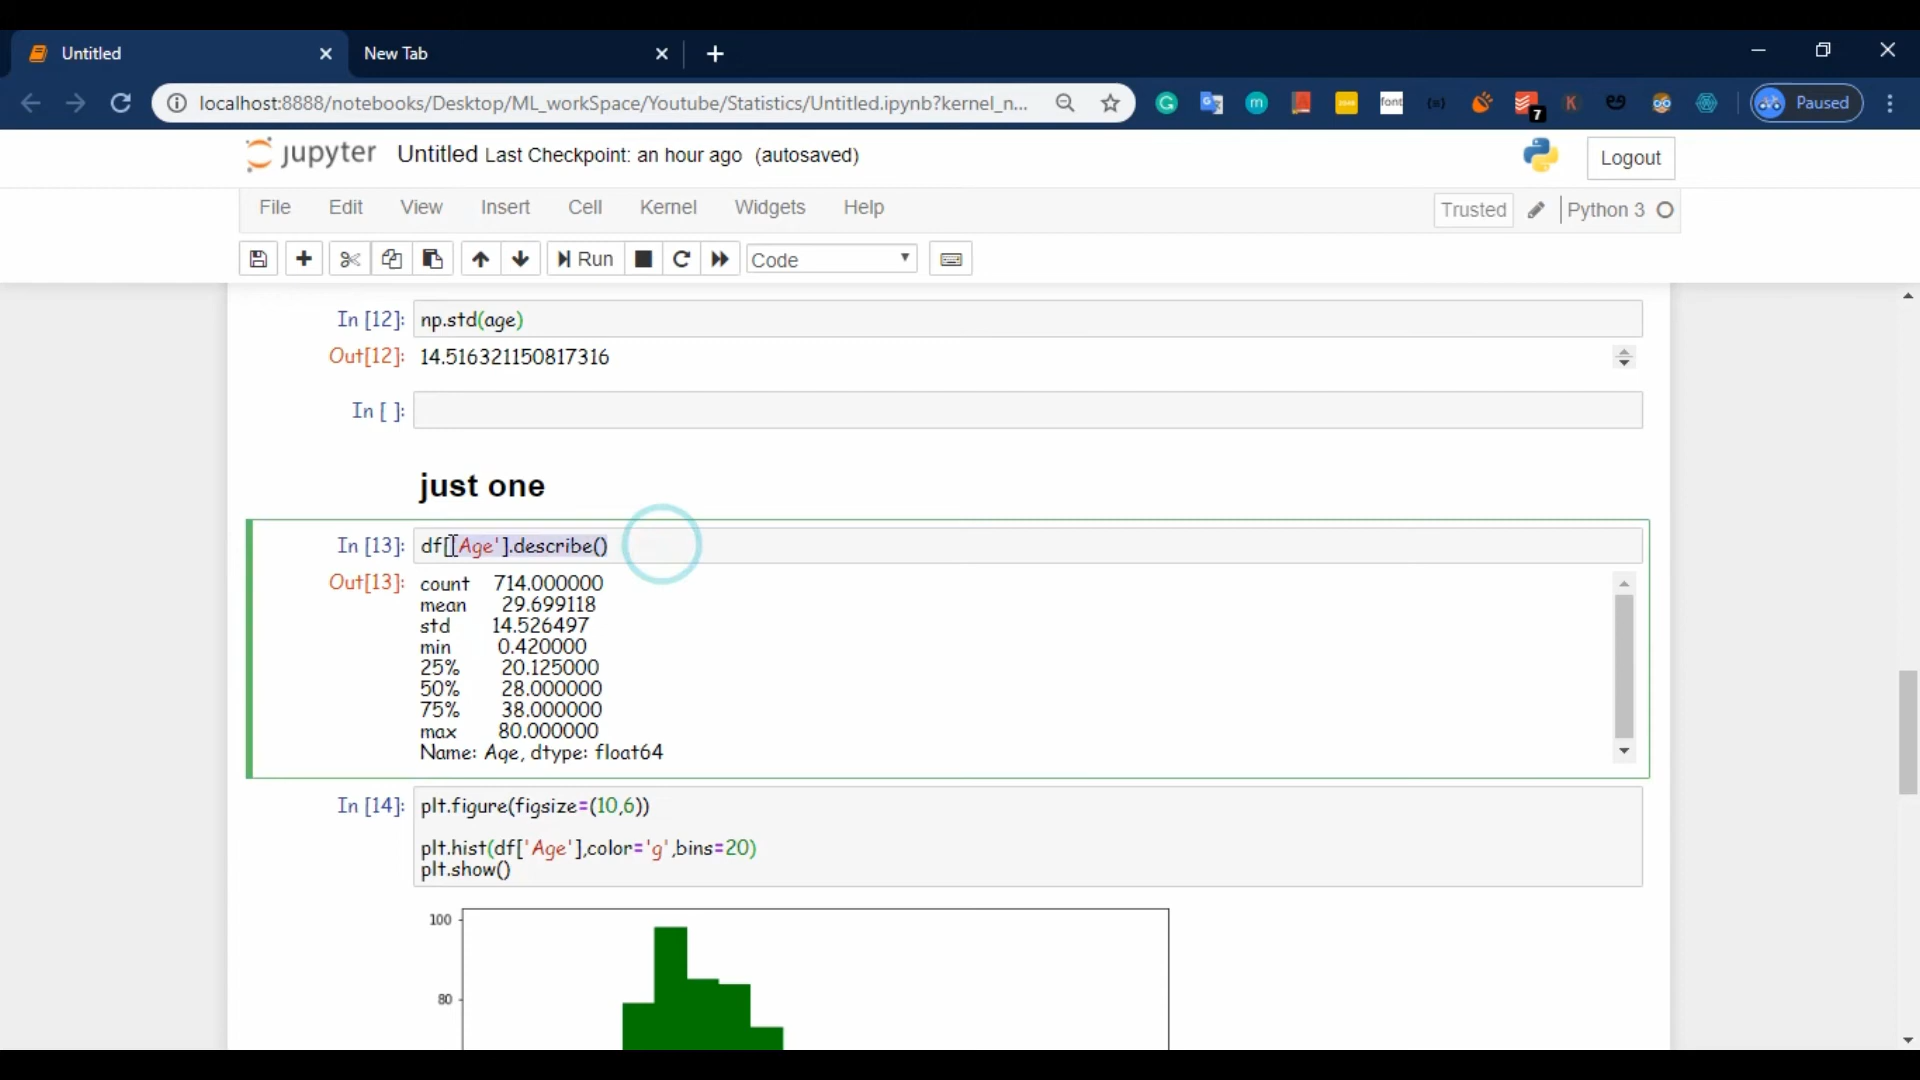 Untitled
New Tab
localhost:8888/notebooks/Desktop/ML_workSpace/Youtube/Statistics/Untitled.ipynb?kernel_n...
7
Paused
jupyter Untitled Last Checkpoint: an hour ago (autosaved)
Logout
File Edit View Insert Cell Kernel Widgets Help
Trusted Python 3
Run Code
In [12]: np.std(age)
Out[12]: 14.516321150817316
In [ ]:
just one
In [13]: df['Age'].describe()
Out[13]: count 714.000000
mean 29.699118
std 14.526497
min 0.420000
25% 20.125000
50% 28.000000
75% 38.000000
max 80.000000
Name: Age, dtype: float64
In [14]: plt.figure(figsize=(10,6))
plt.hist(df['Age'],color='g',bins=20)
plt.show()
100
80